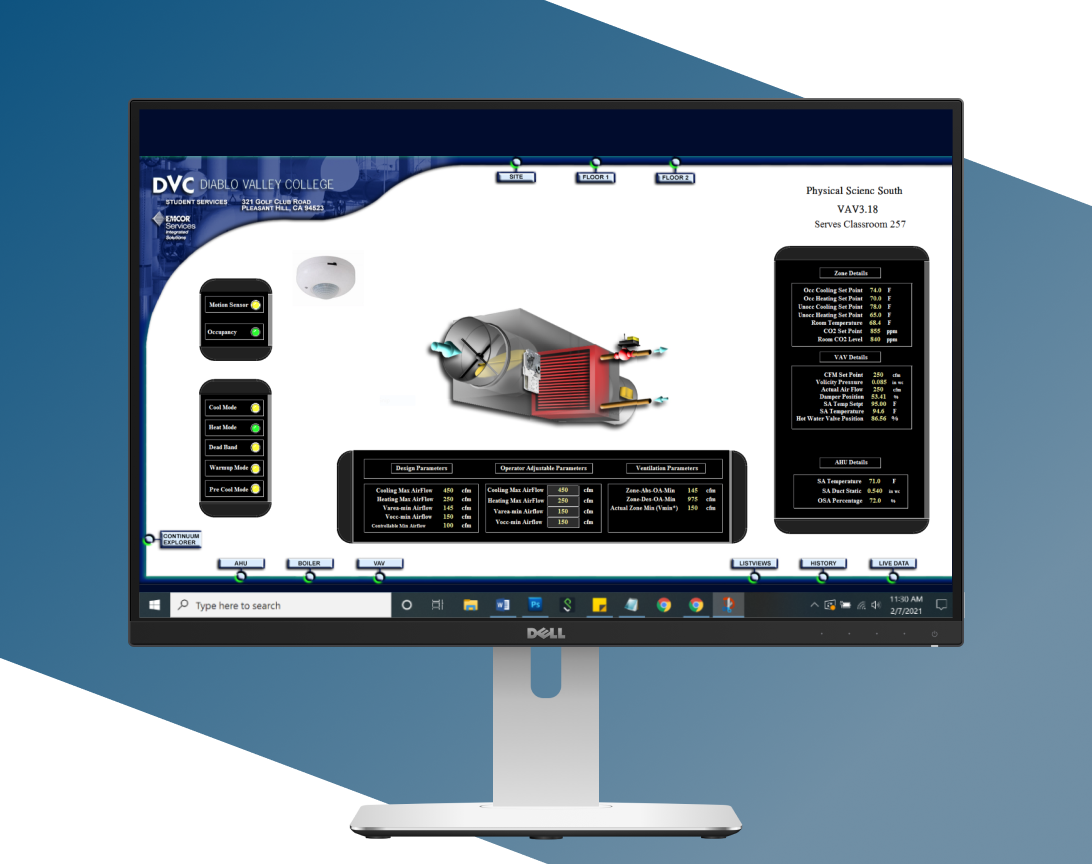 DVC DIABLO VALLEY COLLEGE
STUDENT SERVICES 321 GOLF CLUB ROAD
PLEASANT HILL, CA 94523
EMCOR
Services
Integrated
Solutions
SITE
FLOOR 1
FLOOR 2
Physical Scienc South
VAV3.18
Serves Classroom 257
Motion Sensor
Occupancy
Cool Mode
Heat Mode
Dead Band
Warmup Mode
Pre Cool Mode
Zone Details
Occ Cooling Set Point 74.0 F
Occ Heating Set Point 70.0 F
Unocc Cooling Set Point 78.0 F
Unocc Heating Set Point 65.0 F
Room Temperature 68.4 F
CO2 Set Point 855 ppm
Room CO2 Level 840 ppm
VAV Details
CFM Set Point 250 cfm
Volicity Pressure 0.085 in wc
Actual Air Flow 250 cfm
Damper Position 53.41 %
SA Temp Setpt 95.00 F
SA Temperature 94.6 F
Hot Water Valve Position 86.56 %
AHU Details
SA Temperature 71.0 F
SA Duct Static 0.540 in wc
OSA Percentage 72.0 %
Design Parameters
Cooling Max AirFlow 450 cfm
Heating Max AirFlow 250 cfm
Varea-min Airflow 145 cfm
Vocc-min Airflow 150 cfm
Controllable Min Airflow 100 cfm
Operator Adjustable Parameters
Cooling Max AirFlow 450 cfm
Heating Max AirFlow 250 cfm
Varea-min Airflow 150 cfm
Vocc-min Airflow 150 cfm
Ventilation Parameters
Zone-Abs-OA-Min 145 cfm
Zone-Des-OA-Min 975 cfm
Actual Zone Min (Vmin*) 150 cfm
CONTINUUM
EXPLORER
AHU
BOILER
VAV
LISTVIEWS
HISTORY
LIVE DATA
Type here to search
W
Ps
11:30 AM
2/7/2021
DELL